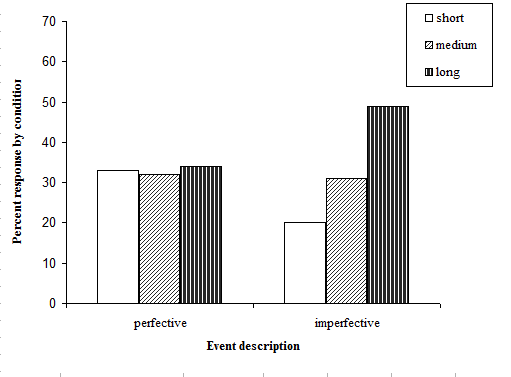 short
medium
long
70
60
50
40
30
20
10
0
Percent response by condition
perfective
imperfective
Event description